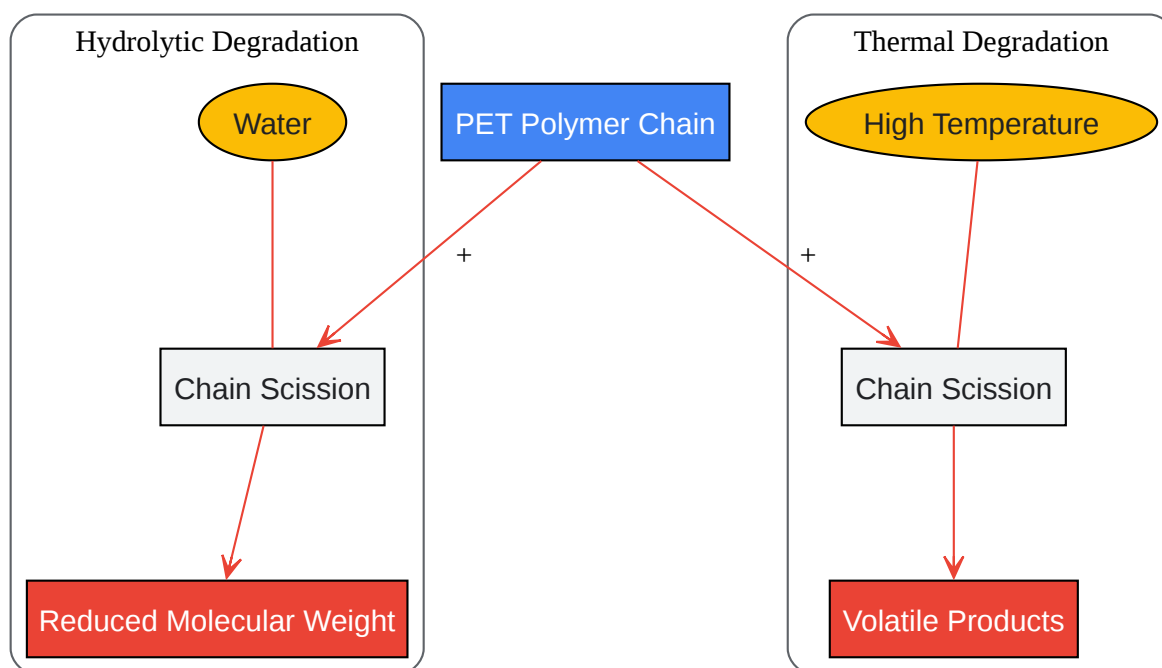 Hydrolytic Degradation
Thermal Degradation
Water
PET Polymer Chain
High Temperature
+
+
Chain Scission
Chain Scission
Reduced Molecular Weight
Volatile Products